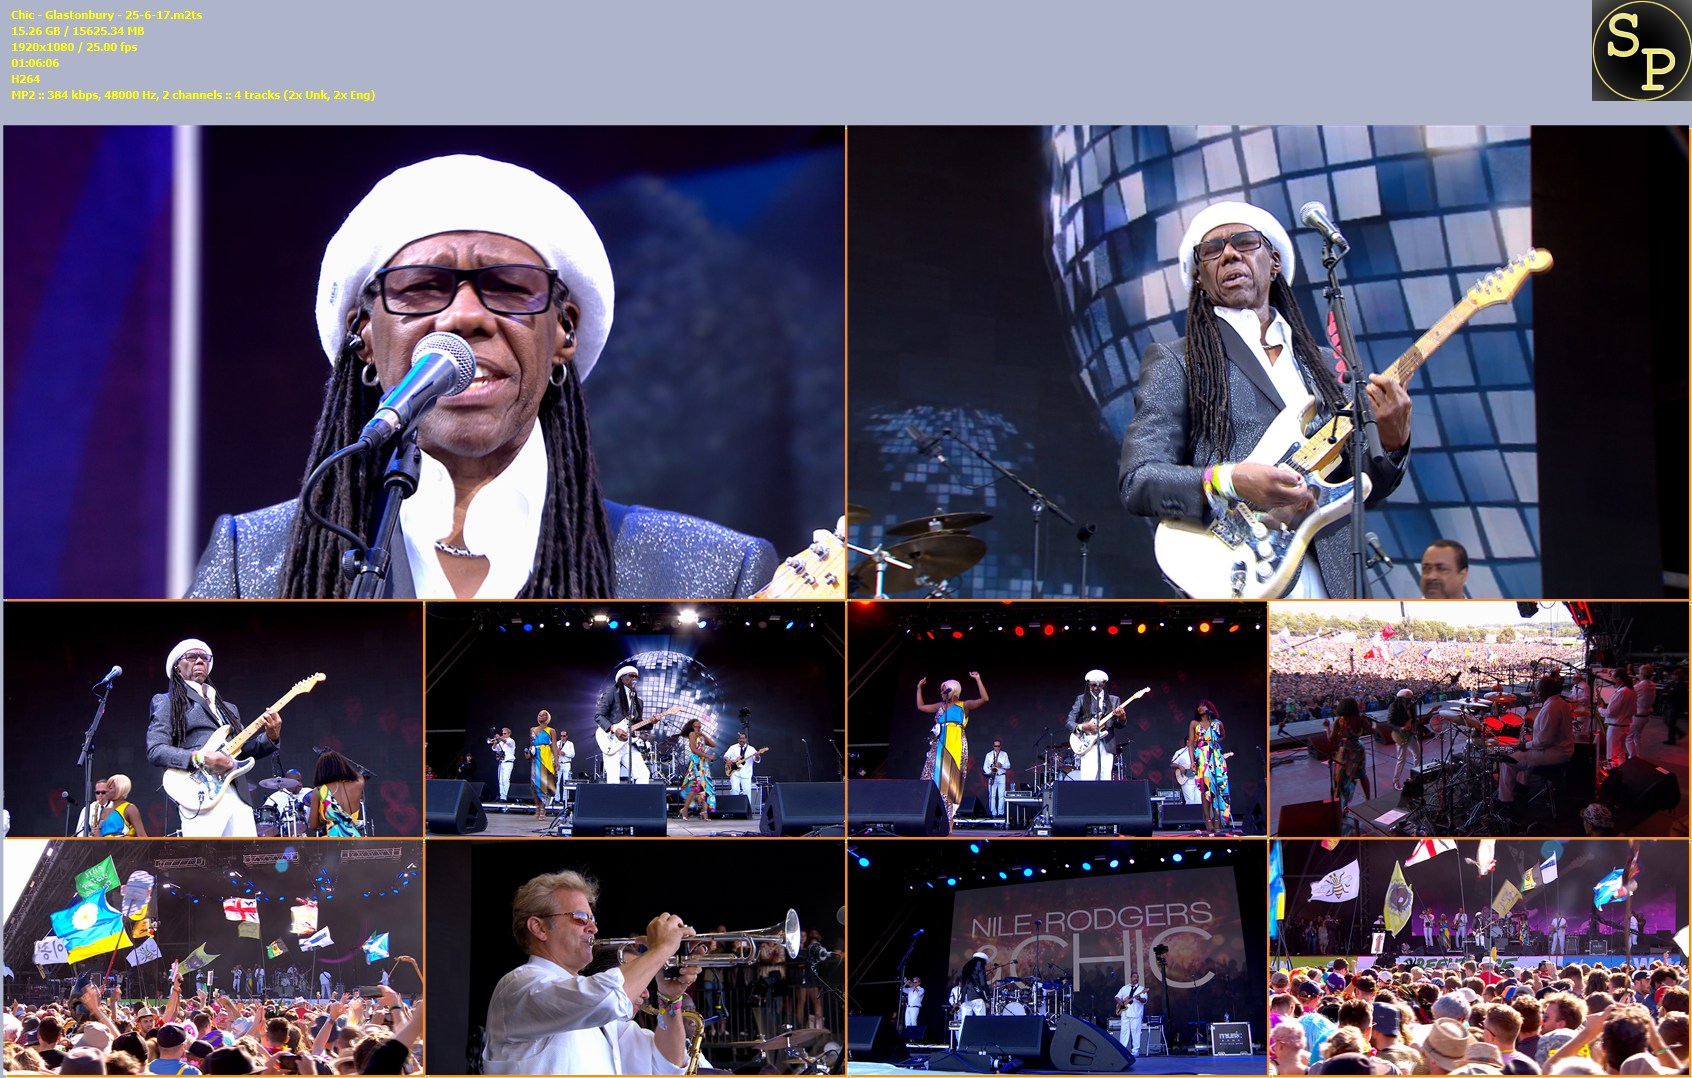 Chic - Glastonbury - 25-6-17.m2ts
15.26 GB / 15625.34 MB
1920x1080 / 25.00 fps
01:06:06
H264
MP2 :: 384 kbps, 48000 Hz, 2 channels :: 4 tracks (2x Unk, 2x Eng)
SP
NILE RODGERS
& CHIC